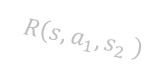 R(s, a₁, s₂ )